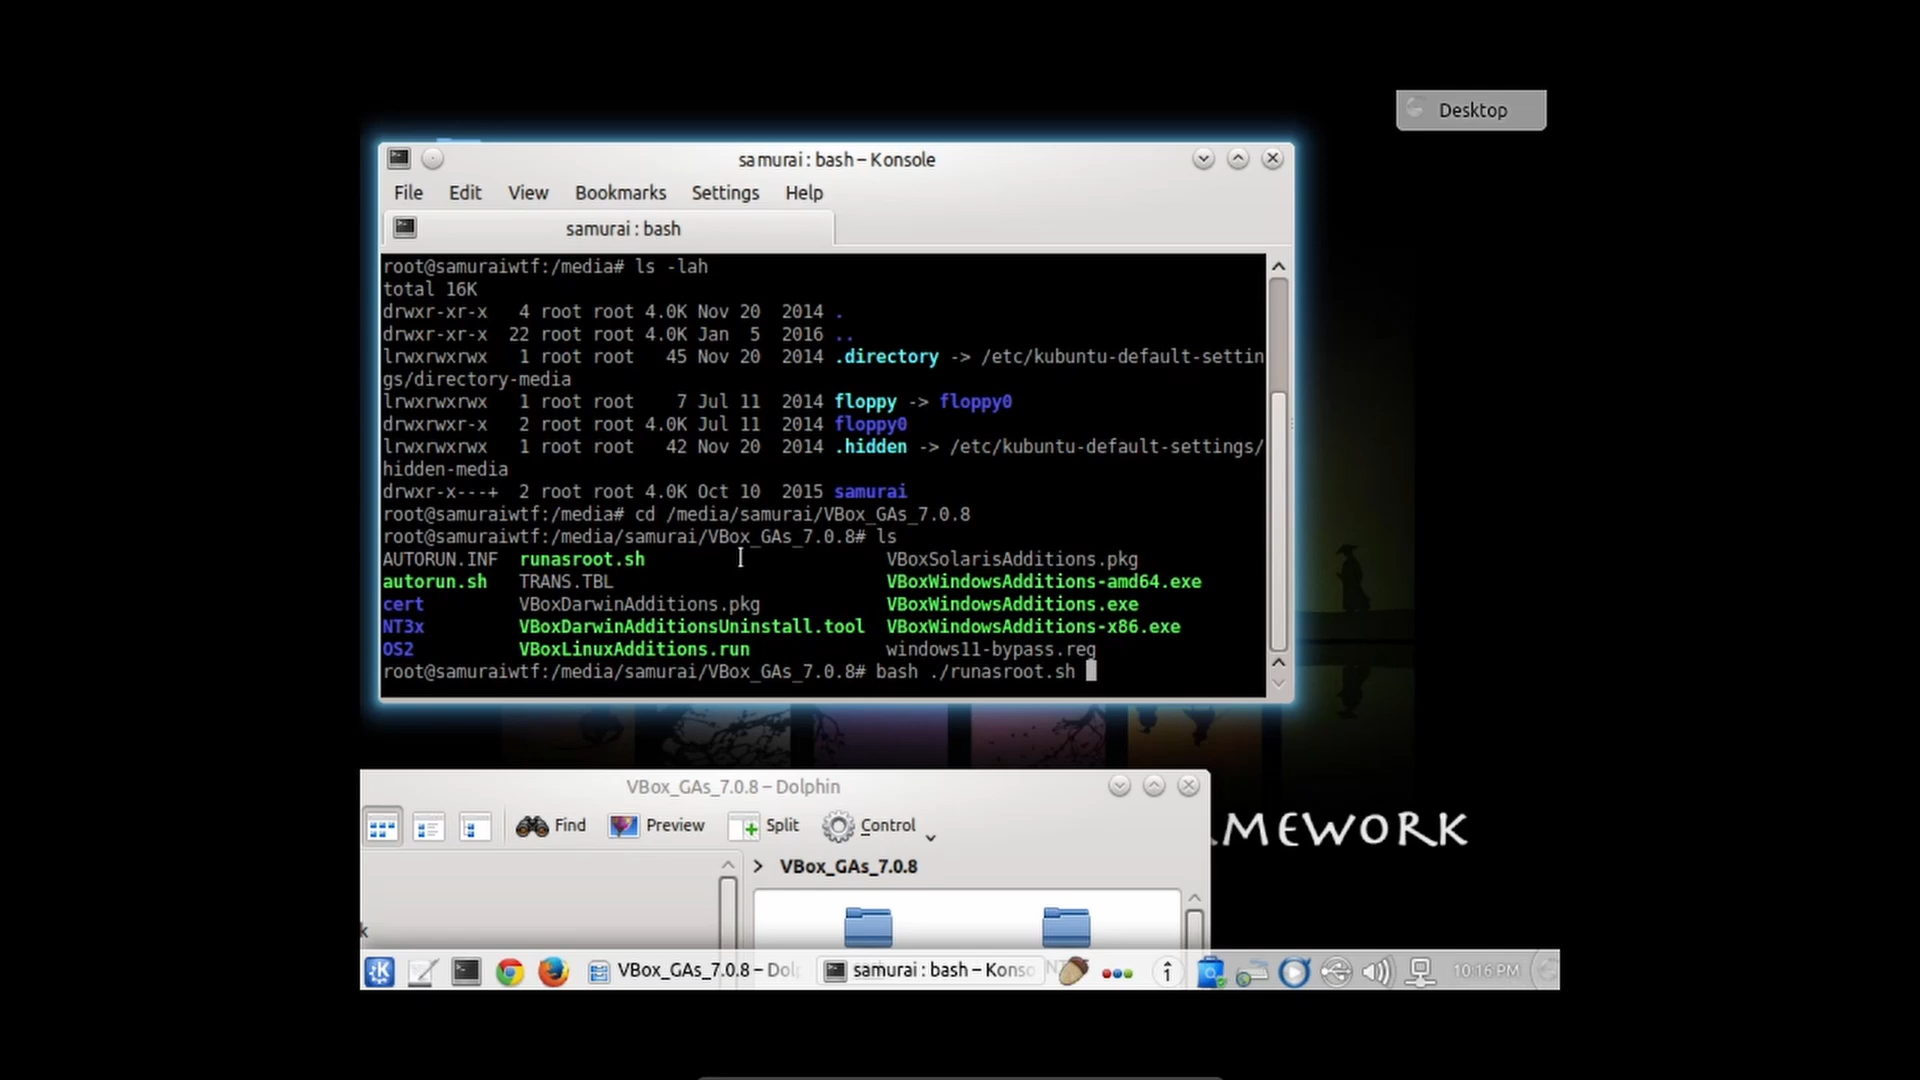 Desktop
samurai : bash – Konsole
File Edit View Bookmarks Settings Help
samurai : bash
root@samuraiwtf:/media# ls -lah
total 16K
drwxr-xr-x  4 root root 4.0K Nov 20  2014 .
drwxr-xr-x 22 root root 4.0K Jan  5  2016 ..
lrwxrwxrwx  1 root root   45 Nov 20  2014 .directory -> /etc/kubuntu-default-settin
gs/directory-media
lrwxrwxrwx  1 root root    7 Jul 11  2014 floppy -> floppy0
drwxrwxr-x  2 root root 4.0K Jul 11  2014 floppy0
lrwxrwxrwx  1 root root   42 Nov 20  2014 .hidden -> /etc/kubuntu-default-settings/
hidden-media
drwxr-x---+ 2 root root 4.0K Oct 10  2015 samurai
root@samuraiwtf:/media# cd /media/samurai/VBox_GAs_7.0.8
root@samuraiwtf:/media/samurai/VBox_GAs_7.0.8# ls
AUTORUN.INF  runasroot.sh  VBoxSolarisAdditions.pkg
autorun.sh  TRANS.TBL  VBoxWindowsAdditions-amd64.exe
cert  VBoxDarwinAdditions.pkg  VBoxWindowsAdditions.exe
NT3x  VBoxDarwinAdditionsUninstall.tool  VBoxWindowsAdditions-x86.exe
OS2  VBoxLinuxAdditions.run  windows11-bypass.reg
root@samuraiwtf:/media/samurai/VBox_GAs_7.0.8# bash ./runasroot.sh
VBox_GAs_7.0.8 – Dolphin
Find Preview Split Control
MEWORK
> VBox_GAs_7.0.8
k
VBox_GAs_7.0.8 – Dol samurai : bash – Konso 10:16 PM